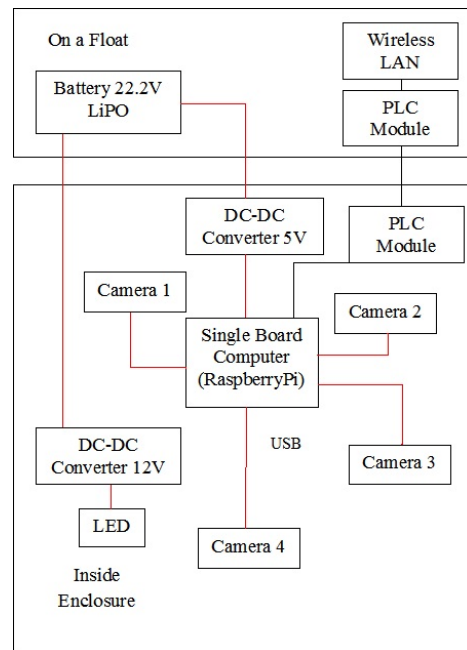 On a Float
Wireless
LAN
Battery 22.2V
LiPO
PLC
Module
DC-DC
Converter 5V
PLC
Module
Camera 1
Camera 2
Single Board
Computer
(RaspberryPi)
USB
DC-DC
Converter 12V
Camera 3
LED
Camera 4
Inside
Enclosure